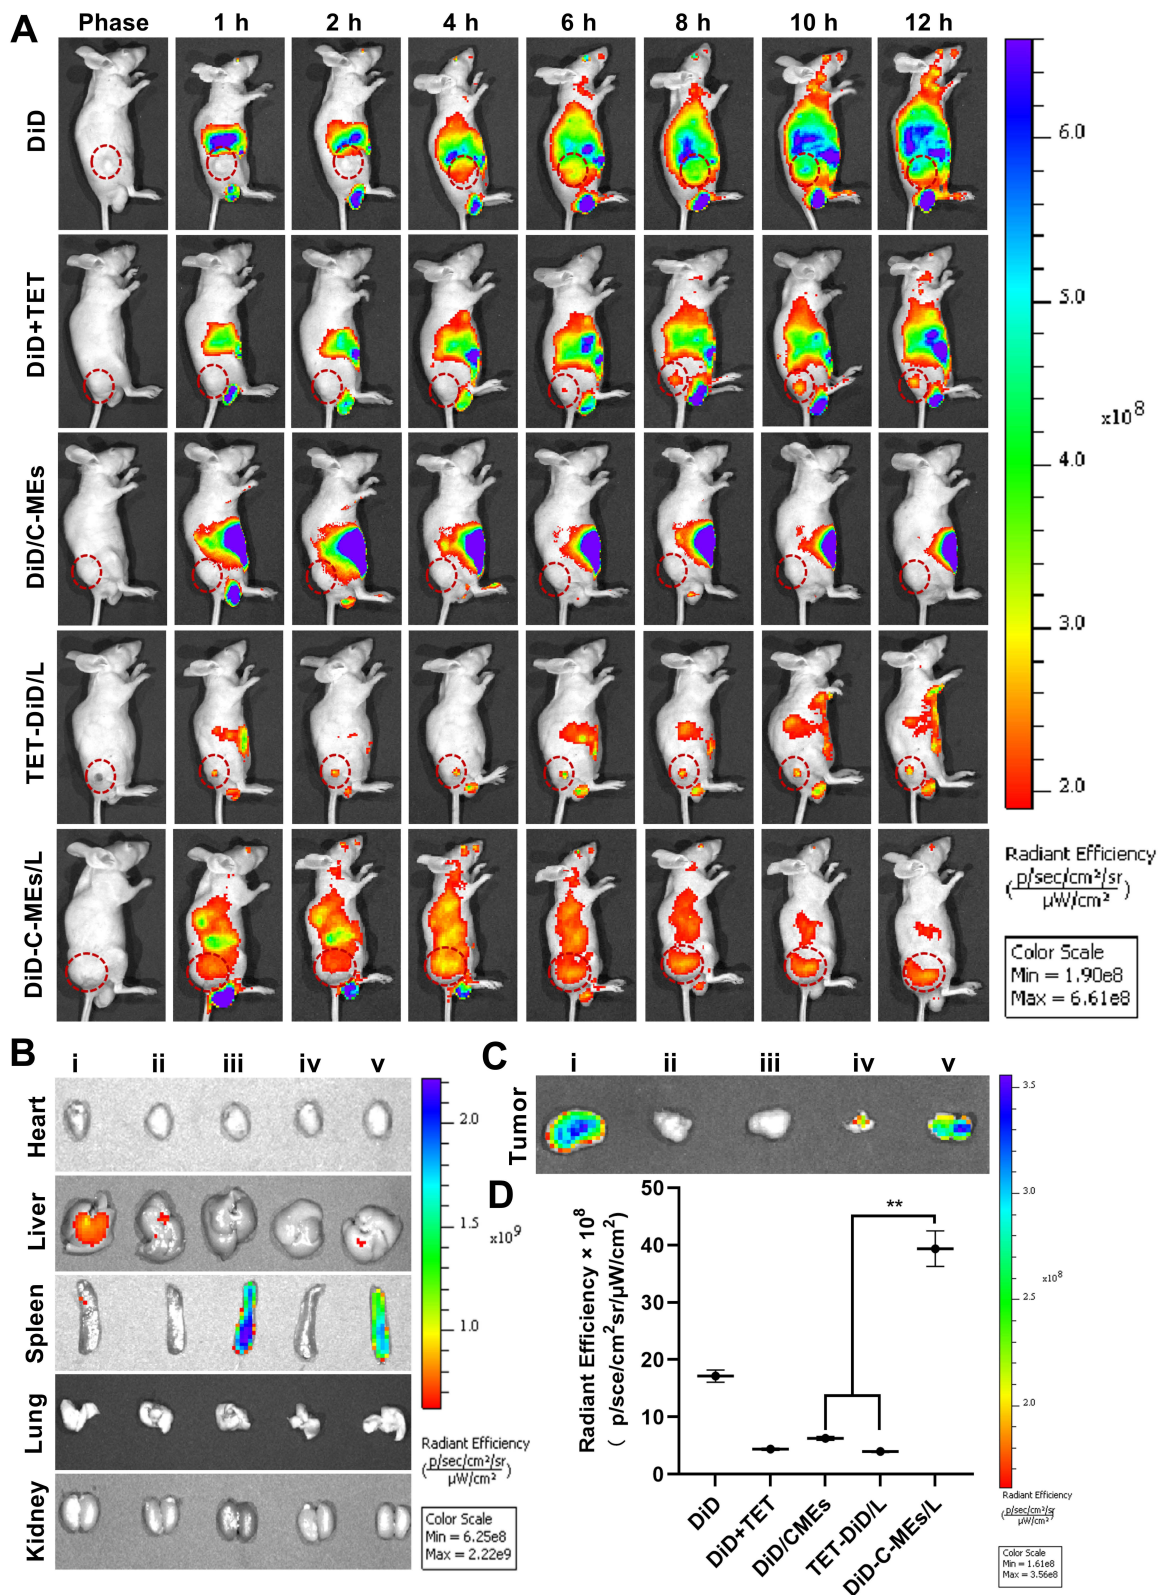 A
Phase 1 h 2 h 4 h 6 h 8 h 10 h 12 h
DiD
DiD+TET
DiD/C-MEs
TET-DiD/L
DiD-C-MEs/L
6.0
5.0
x10^8
4.0
3.0
2.0
Radiant Efficiency
(p/sec/cm²/sr / µW/cm²)
Color Scale
Min = 1.90e8
Max = 6.61e8
B
i ii iii iv v
Heart
Liver
Spleen
Lung
Kidney
2.0
1.5
x10^9
1.0
Radiant Efficiency
(p/sec/cm²/sr / µW/cm²)
Color Scale
Min = 6.25e8
Max = 2.22e9
C
i ii iii iv v
Tumor
3.5
3.0
x10^8
2.5
2.0
Radiant Efficiency
(p/sec/cm²/sr / µW/cm²)
Color Scale
Min = 1.61e8
Max = 3.56e8
D
Radiant Efficiency × 10^8
( p/sce/cm²sr/µW/cm²)
50
40
30
20
10
0
**
DiD
DiD+TET
DiD/CMEs
TET-DiD/L
DiD-C-MEs/L